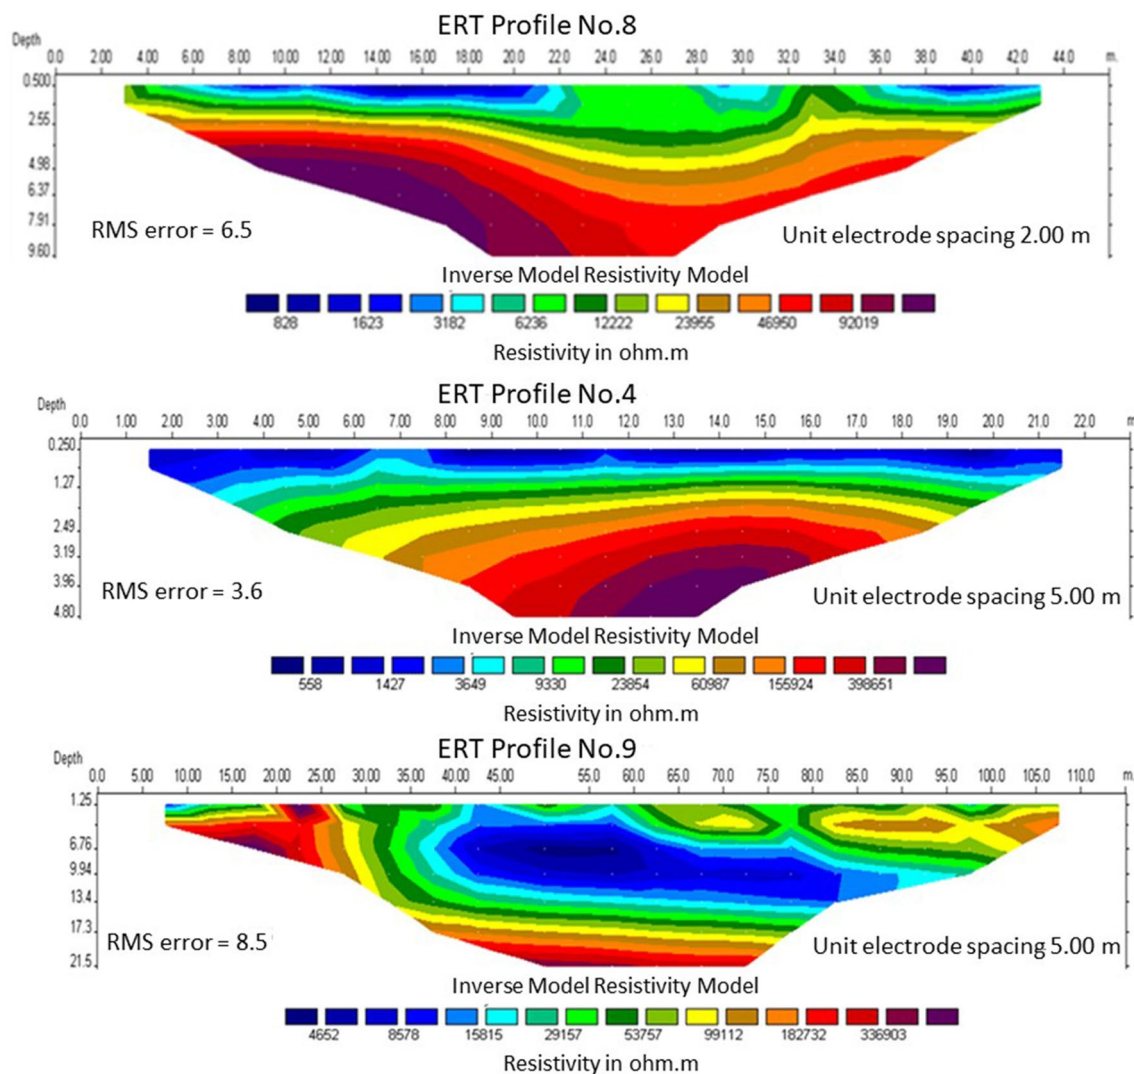 ERT Profile No.8
Depth
0.0 2.00 4.00 6.00 8.00 10.00 12.00 14.00 16.00 18.0 20.0 22.0 24.0 26.0 28.0 30.0 32.0 34.0 36.0 38.0 40.0 42.0 44.0 m.
0.500
2.55
4.98
6.37
7.91
9.60
RMS error = 6.5
Unit electrode spacing 2.00 m
Inverse Model Resistivity Model
828 1623 3182 6236 12222 23955 46950 92019
Resistivity in ohm.m
ERT Profile No.4
Depth
0.0 1.00 2.00 3.00 4.00 5.00 6.00 7.00 8.00 9.00 10.0 11.0 12.0 13.0 14.0 15.0 16.0 17.0 18.0 19.0 20.0 21.0 22.0 m
0.250
1.27
2.49
3.19
3.96
4.80
RMS error = 3.6
Unit electrode spacing 5.00 m
Inverse Model Resistivity Model
558 1427 3649 9330 23854 60987 155924 398651
Resistivity in ohm.m
ERT Profile No.9
Depth
0.0 5.00 10.00 15.00 20.00 25.00 30.00 35.00 40.00 45.00 55.0 60.0 65.0 70.0 75.0 80.0 85.0 90.0 95.0 100.0 105.0 110.0 m.
1.25
6.76
9.94
13.4
17.3
21.5
RMS error = 8.5
Unit electrode spacing 5.00 m
Inverse Model Resistivity Model
4652 8578 15815 29157 53757 99112 182732 336903
Resistivity in ohm.m